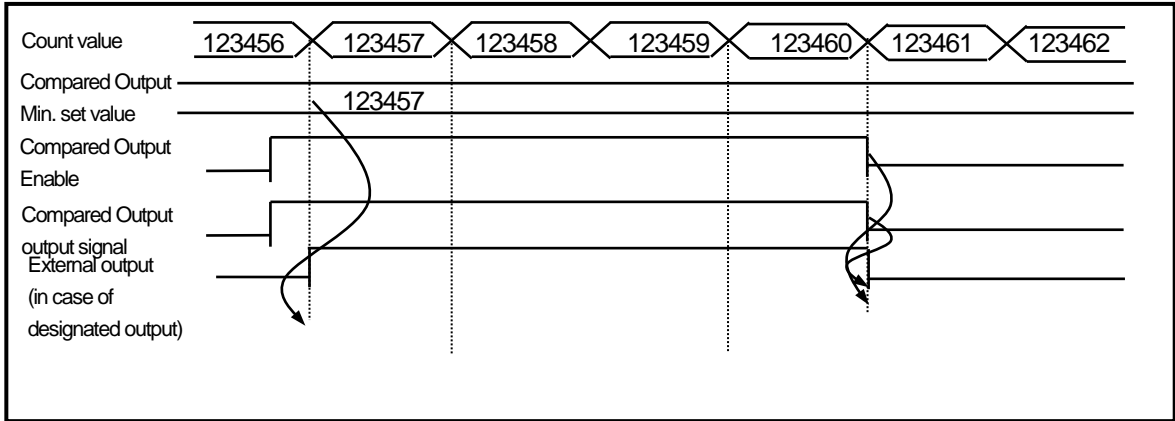 Count value 123456 123457 123458 123459 123460 123461 123462
Compared Output
Min. set value 123457
Compared Output
Enable
Compared Output
output signal
External output
(in case of
designated output)